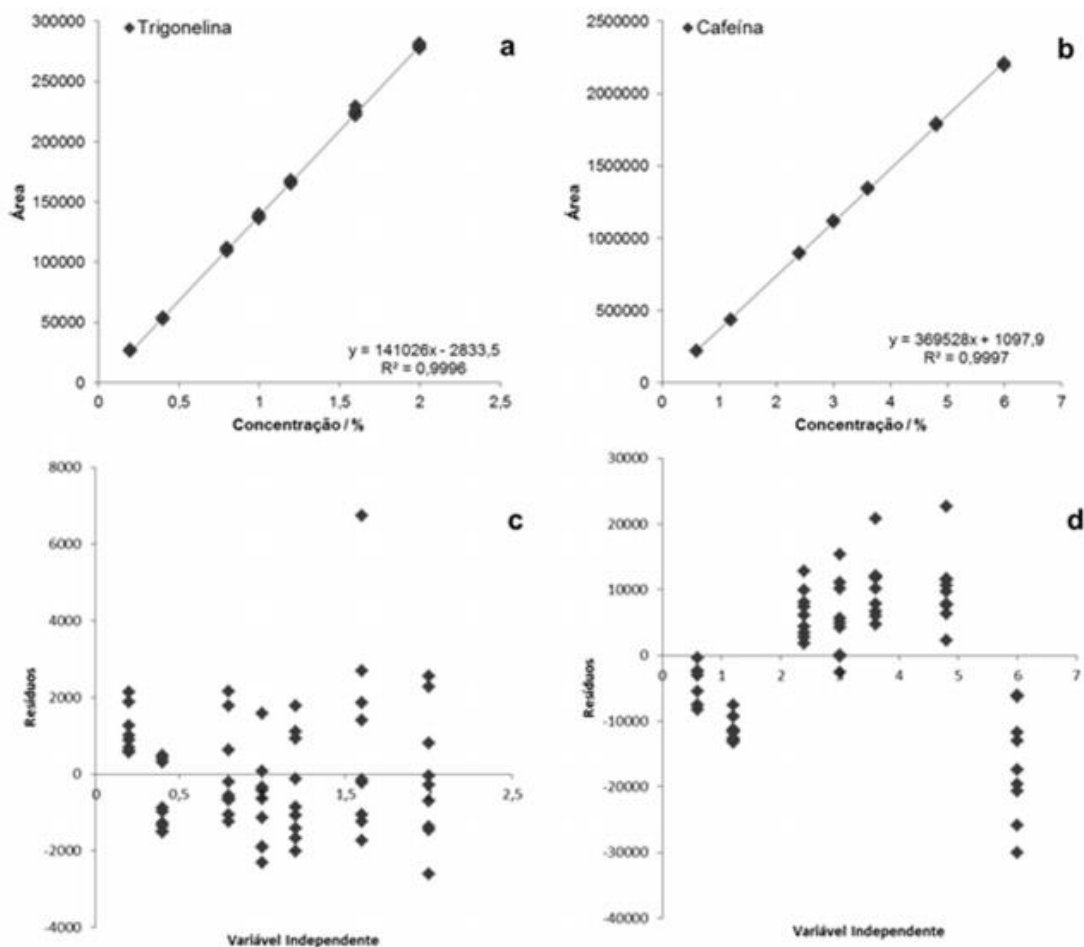 300000
250000
200000
150000
100000
50000
0
Área
Trigonelina
a
y = 141026x - 2833,5
R² = 0,9996
0 0,5 1 1,5 2 2,5
Concentração / %
2500000
2000000
1500000
1000000
500000
0
Área
Cafeína
b
y = 369528x + 1097,9
R² = 0,9997
0 1 2 3 4 5 6 7
Concentração / %
8000
6000
4000
2000
0
-2000
-4000
Resíduos
c
0 0,5 1,5 2,5
Variável Independente
30000
20000
10000
0
-10000
-20000
-30000
-40000
Resíduos
d
0 1 2 3 4 5 6 7
Variável Independente